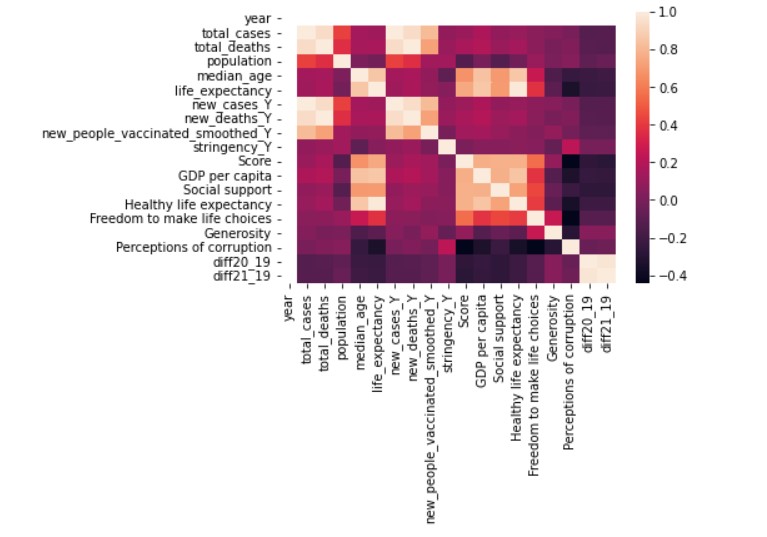 year
total_cases
total_deaths
population
median_age
life_expectancy
new_cases_Y
new_deaths_Y
new_people_vaccinated_smoothed_Y
stringency_Y
Score
GDP per capita
Social support
Healthy life expectancy
Freedom to make life choices
Generosity
Perceptions of corruption
diff20_19
diff21_19
year
total_cases
total_deaths
population
median_age
life_expectancy
new_cases_Y
new_deaths_Y
new_people_vaccinated_smoothed_Y
stringency_Y
Score
GDP per capita
Social support
Healthy life expectancy
Freedom to make life choices
Generosity
Perceptions of corruption
diff20_19
diff21_19
1.0
0.8
0.6
0.4
0.2
0.0
−0.2
−0.4